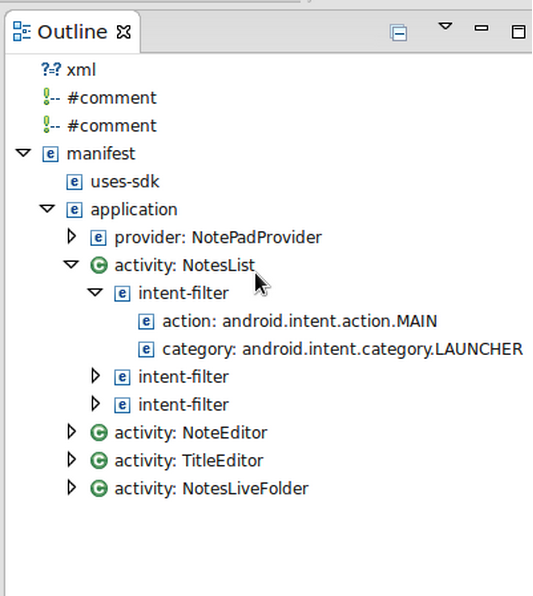 Outline
?=? xml
!-- #comment
!-- #comment
e manifest
e uses-sdk
e application
e provider: NotePadProvider
C activity: NotesList
e intent-filter
e action: android.intent.action.MAIN
e category: android.intent.category.LAUNCHER
e intent-filter
e intent-filter
C activity: NoteEditor
C activity: TitleEditor
C activity: NotesLiveFolder